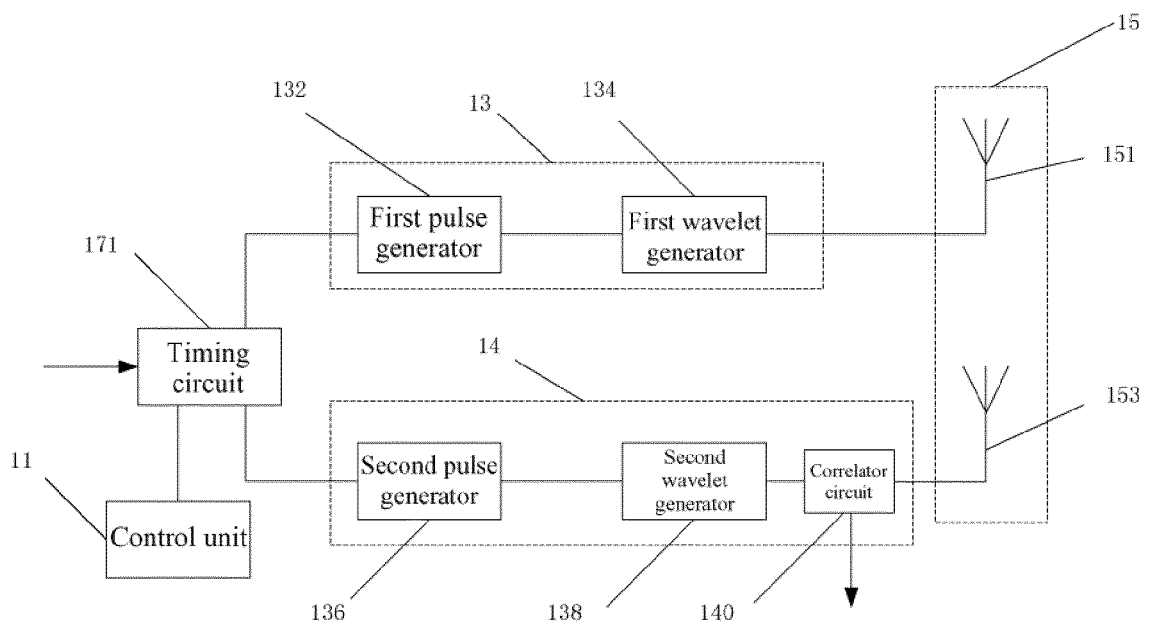 15
132
13
134
151
First pulse
generator
First wavelet
generator
171
Timing
circuit
14
153
11
Second pulse
generator
Second
wavelet
generator
Correlator
circuit
Control unit
136
138
140